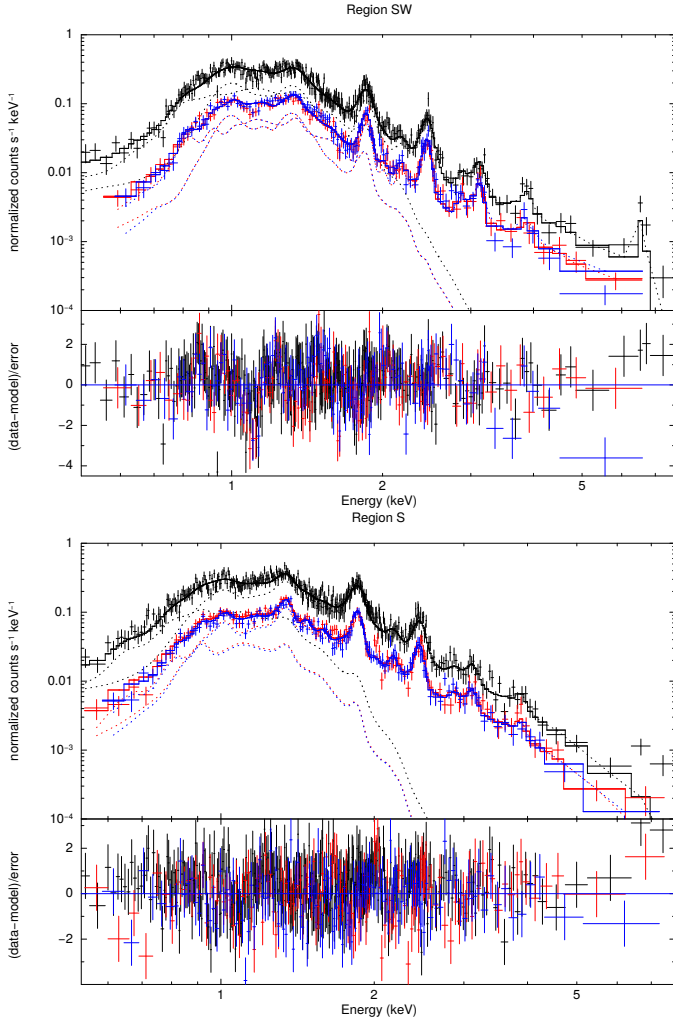 Region SW
1
0.1
0.01
10⁻³
10⁻⁴
normalized counts s⁻¹ keV⁻¹
2
0
−2
−4
(data−model)/error
1 2 5
Energy (keV)
Region S
1
0.1
0.01
10⁻³
10⁻⁴
normalized counts s⁻¹ keV⁻¹
2
0
−2
(data−model)/error
1 2 5
Energy (keV)